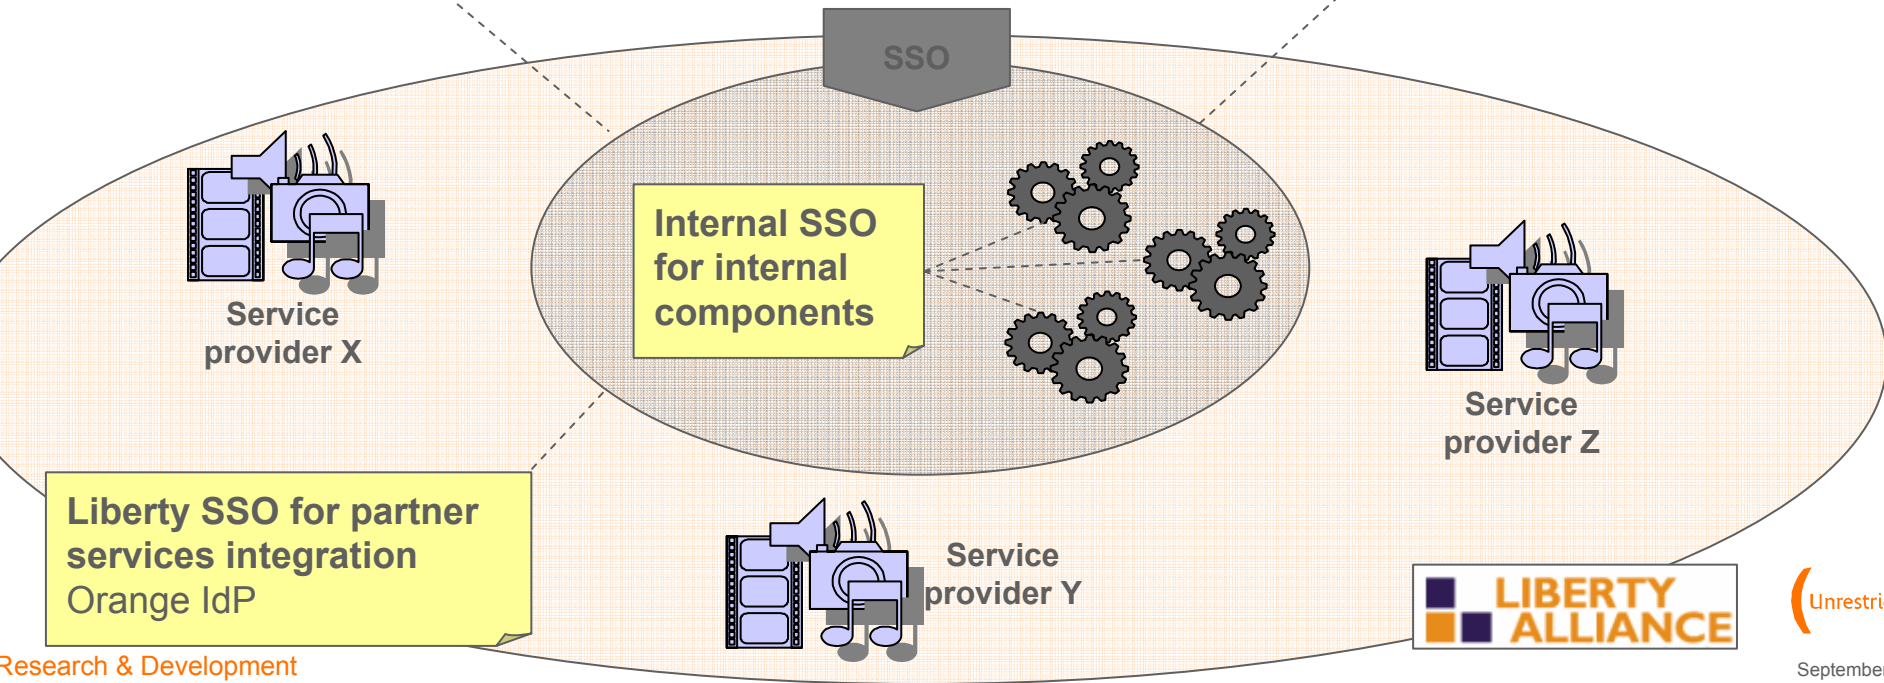 SSO
Internal SSO
for internal
components
Service
provider X
Service
provider Z
Liberty SSO for partner
services integration
Orange IdP
Service
provider Y
LIBERTY
ALLIANCE
Research & Development
September